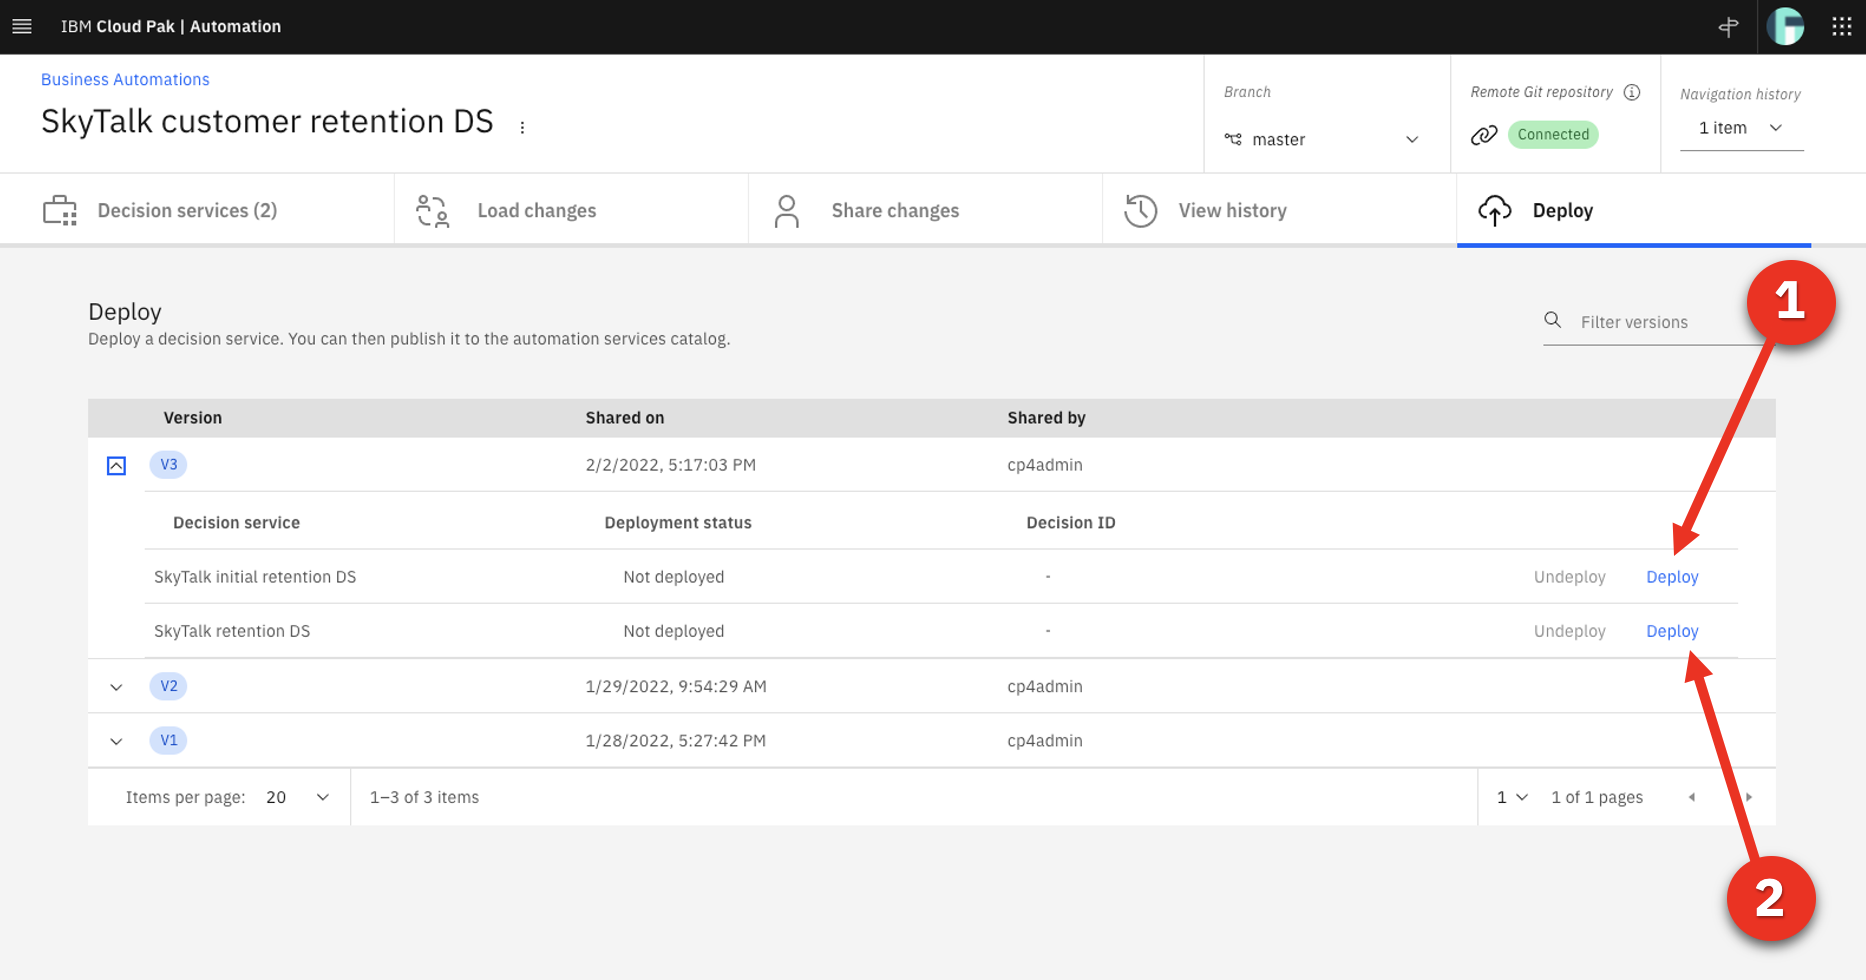 IBM Cloud Pak | Automation
Business Automations
SkyTalk customer retention DS
Branch
master
Remote Git repository
Connected
Navigation history
1 item
Decision services (2)
Load changes
Share changes
View history
Deploy
Deploy
Deploy a decision service. You can then publish it to the automation services catalog.
Filter versions
1
Version Shared on Shared by
V3 2/2/2022, 5:17:03 PM cp4admin
Decision service Deployment status Decision ID
SkyTalk initial retention DS Not deployed - Undeploy Deploy
SkyTalk retention DS Not deployed - Undeploy Deploy
V2 1/29/2022, 9:54:29 AM cp4admin
V1 1/28/2022, 5:27:42 PM cp4admin
Items per page: 20 1–3 of 3 items 1 1 of 1 pages
2